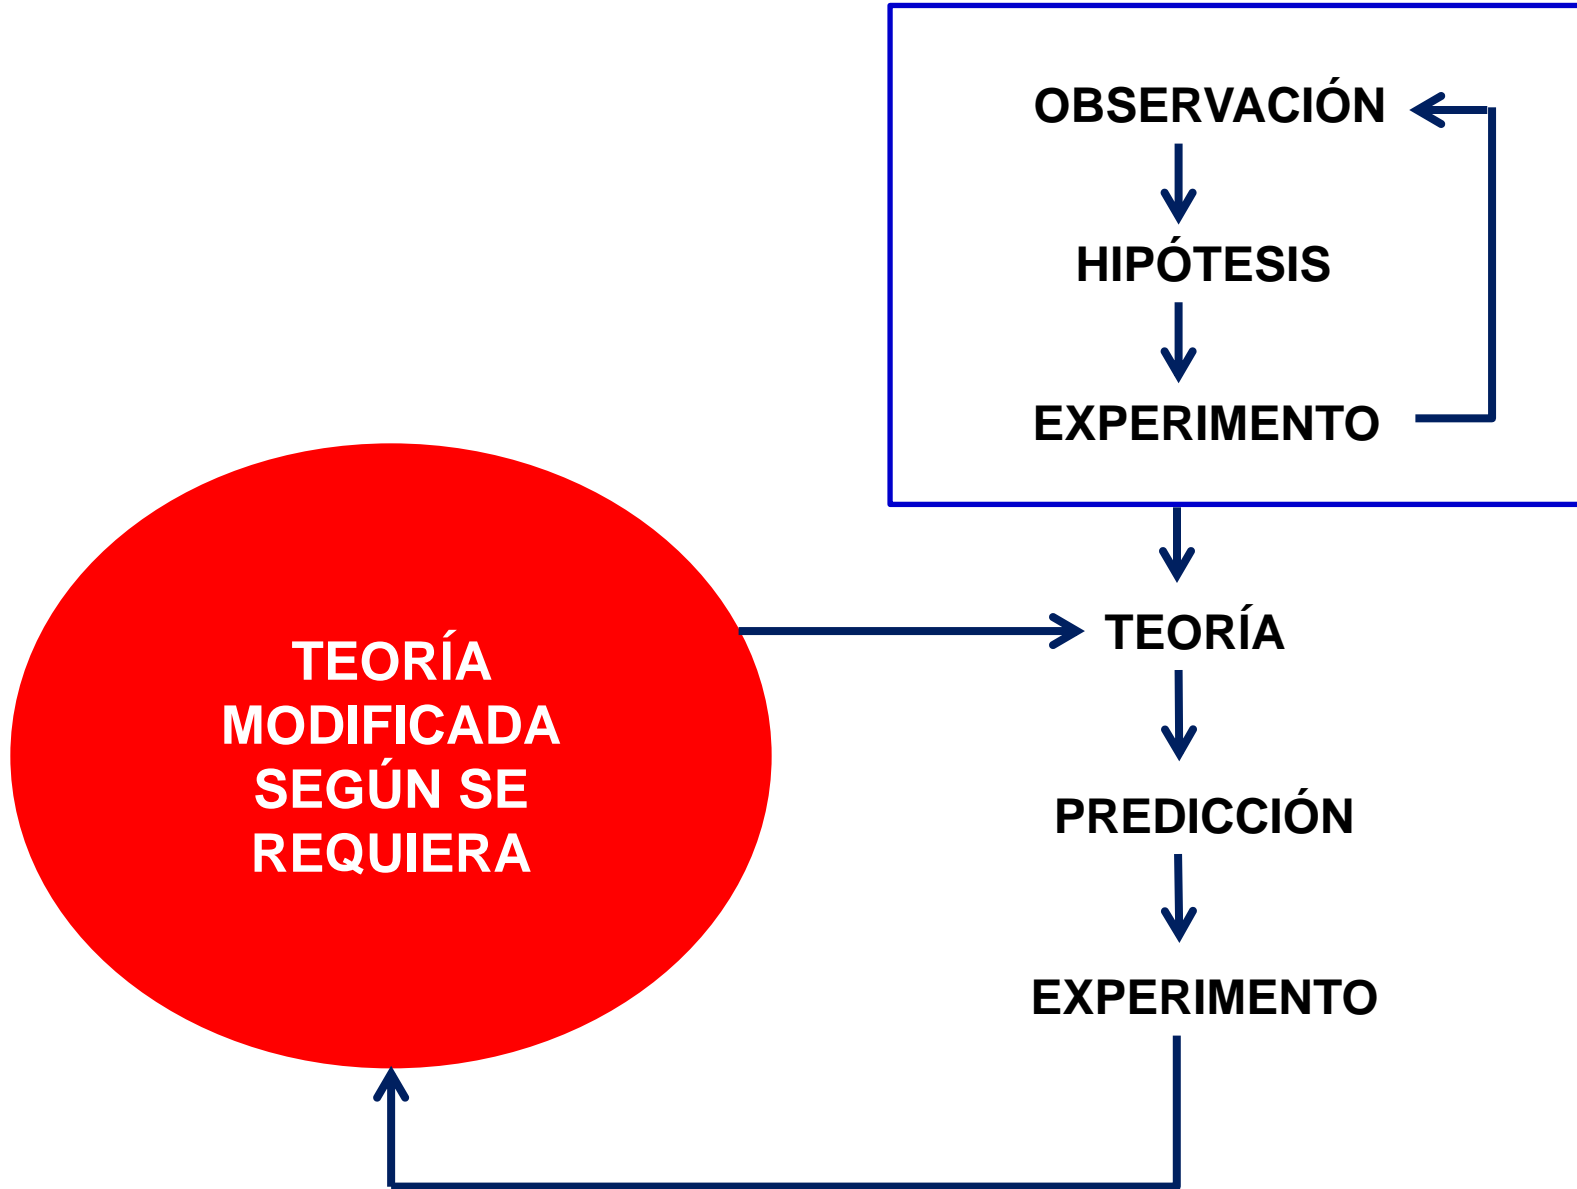 OBSERVACIÓN
HIPÓTESIS
EXPERIMENTO
TEORÍA
PREDICCIÓN
EXPERIMENTO
TEORÍA
MODIFICADA
SEGÚN SE
REQUIERA